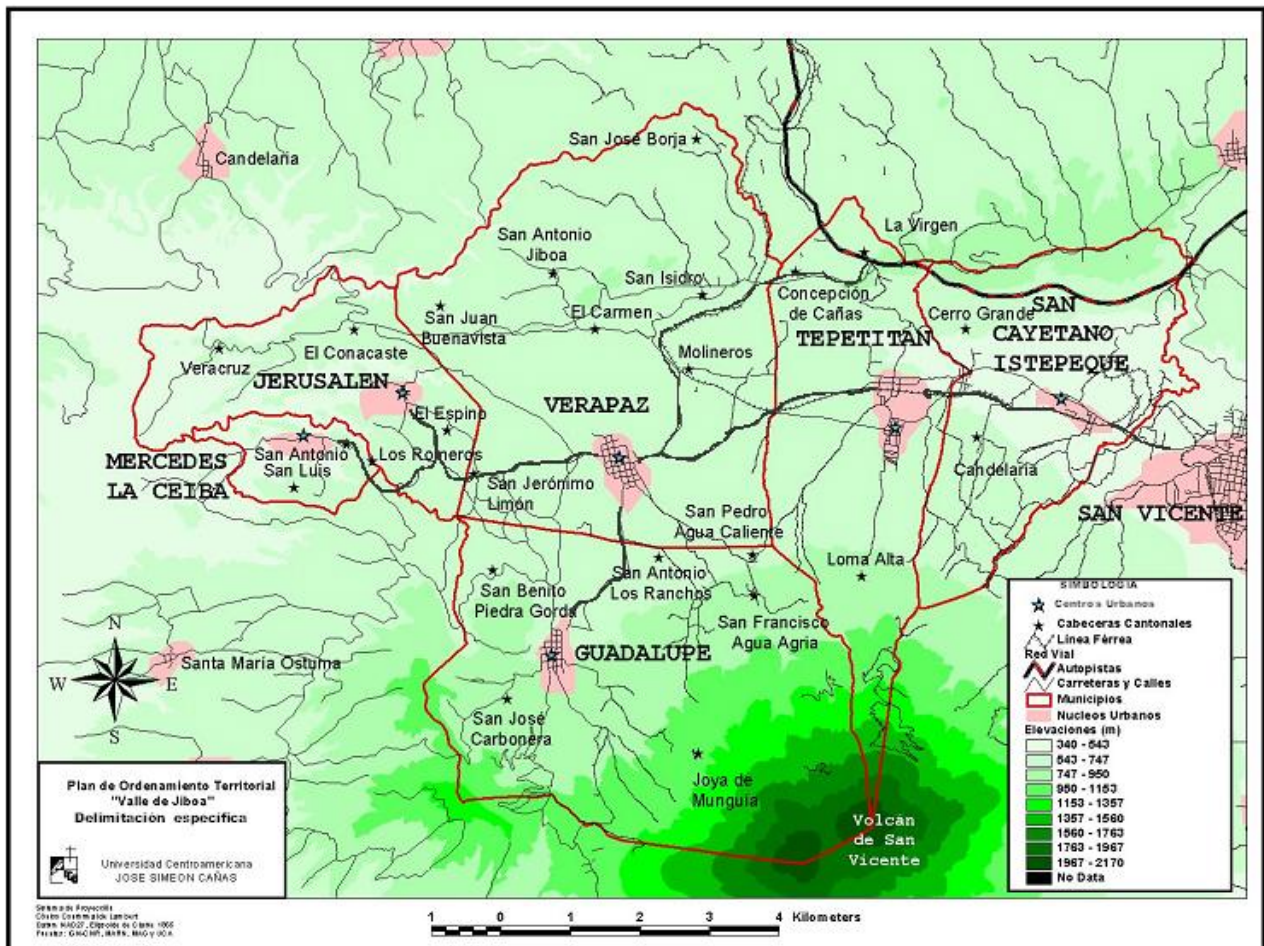 San José Borja
Candelaria
La Virgen
San Antonio
Jiboa
San Isidro
Concepción
de Cañas
SAN
CAYETANO
ISTEPEQUE
San Juan
Buenavista
El Carmen
Cerro Grande
TEPETITAN
El Conacaste
Veracruz
Molineros
JERUSALEN
VERAPAZ
El Espino
MERCEDES
LA CEIBA
San Antonio
San Luis
Los Romeros
Candelaria
San Jerónimo
Limón
SAN VICENTE
San Pedro
Agua Caliente
Loma Alta
San Antonio
Los Ranchos
San Benito
Piedra Gorda
San Francisco
Agua Agria
GUADALUPE
Santa María Ostuma
San José
Carbonera
Joya de
Munguía
Volcán
de San
Vicente
N
W E
S
SIMBOLOGIA
Centros Urbanos
Cabeceras Cantonales
Línea Férrea
Red Vial
Autopistas
Carreteras y Calles
Municipios
Nucleos Urbanos
Elevaciones (m)
340 - 543
543 - 747
747 - 950
950 - 1153
1153 - 1357
1357 - 1560
1560 - 1763
1763 - 1967
1967 - 2170
No Data
Plan de Ordenamiento Territorial
"Valle de Jiboa"
Delimitación especifica
Universidad Centroamericana
JOSE SIMEON CAÑAS
Sistema de Proyección
1 0 1 2 3 4 Kilometers